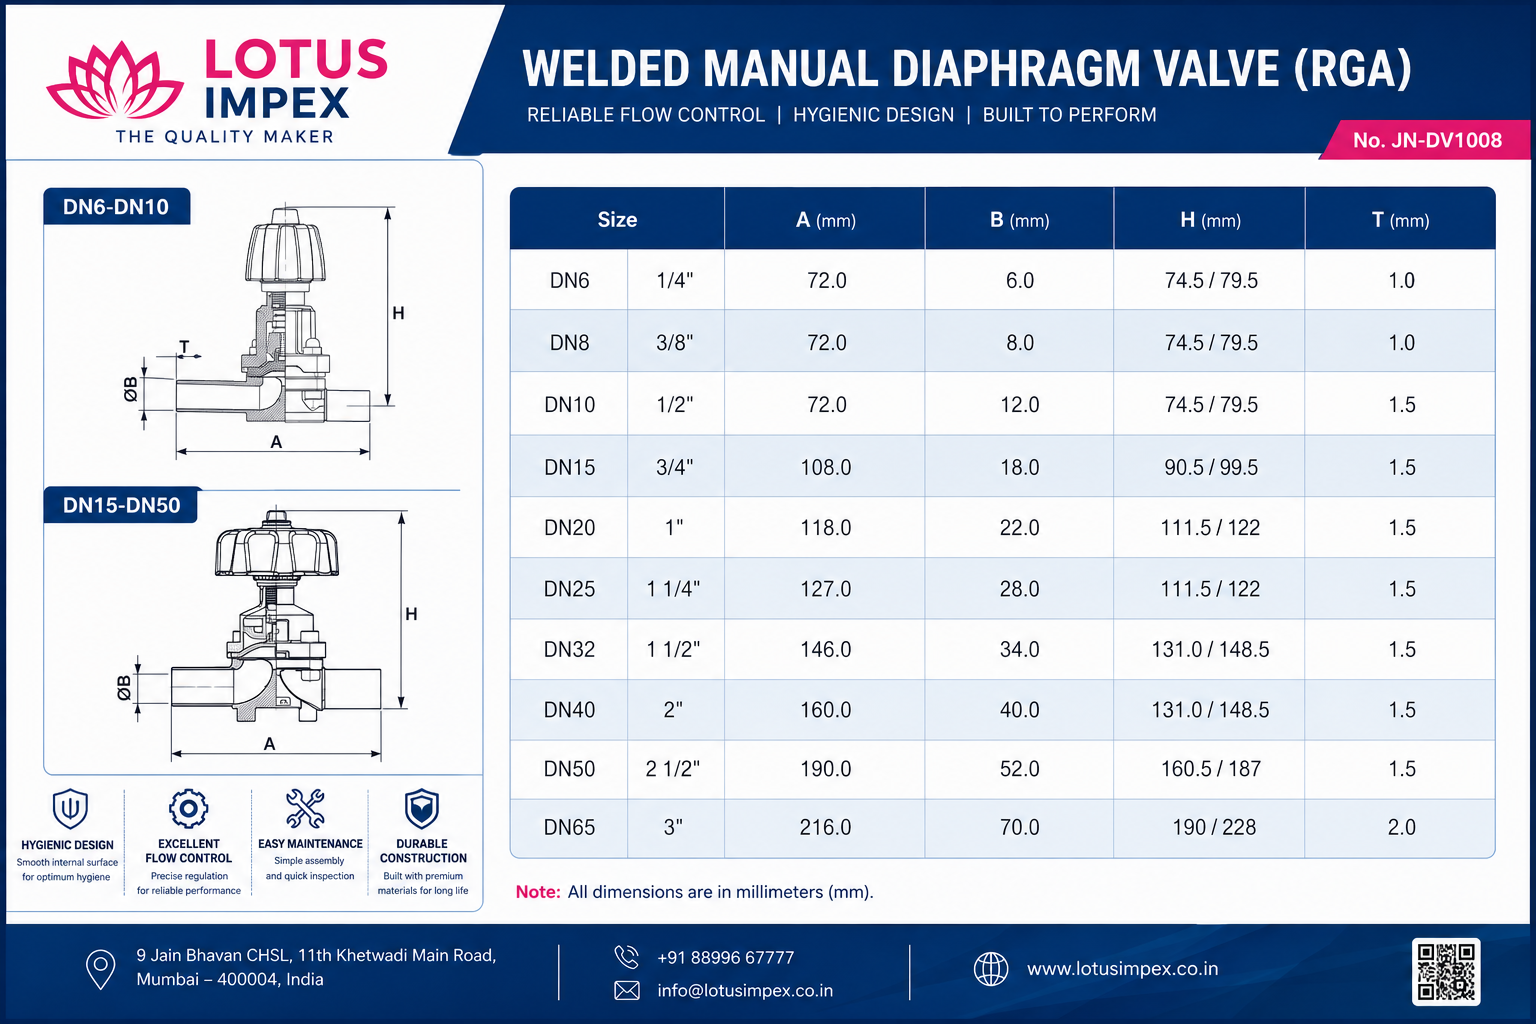 LOTUS
IMPEX
THE QUALITY MAKER
WELDED MANUAL DIAPHRAGM VALVE (RGA)
RELIABLE FLOW CONTROL | HYGIENIC DESIGN | BUILT TO PERFORM
No. JN-DV1008
DN6-DN10
H
T
ØB
A
DN15-DN50
H
ØB
A
HYGIENIC DESIGN
Smooth internal surface
for optimum hygiene
EXCELLENT
FLOW CONTROL
Precise regulation
for reliable performance
EASY MAINTENANCE
Simple assembly
and quick inspection
DURABLE
CONSTRUCTION
Built with premium
materials for long life
Size A (mm) B (mm) H (mm) T (mm)
DN6 1/4" 72.0 6.0 74.5 / 79.5 1.0
DN8 3/8" 72.0 8.0 74.5 / 79.5 1.0
DN10 1/2" 72.0 12.0 74.5 / 79.5 1.5
DN15 3/4" 108.0 18.0 90.5 / 99.5 1.5
DN20 1" 118.0 22.0 111.5 / 122 1.5
DN25 1 1/4" 127.0 28.0 111.5 / 122 1.5
DN32 1 1/2" 146.0 34.0 131.0 / 148.5 1.5
DN40 2" 160.0 40.0 131.0 / 148.5 1.5
DN50 2 1/2" 190.0 52.0 160.5 / 187 1.5
DN65 3" 216.0 70.0 190 / 228 2.0
Note: All dimensions are in millimeters (mm).
9 Jain Bhavan CHSL, 11th Khetwadi Main Road,
Mumbai – 400004, India
+91 88996 67777
info@lotusimpex.co.in
www.lotusimpex.co.in